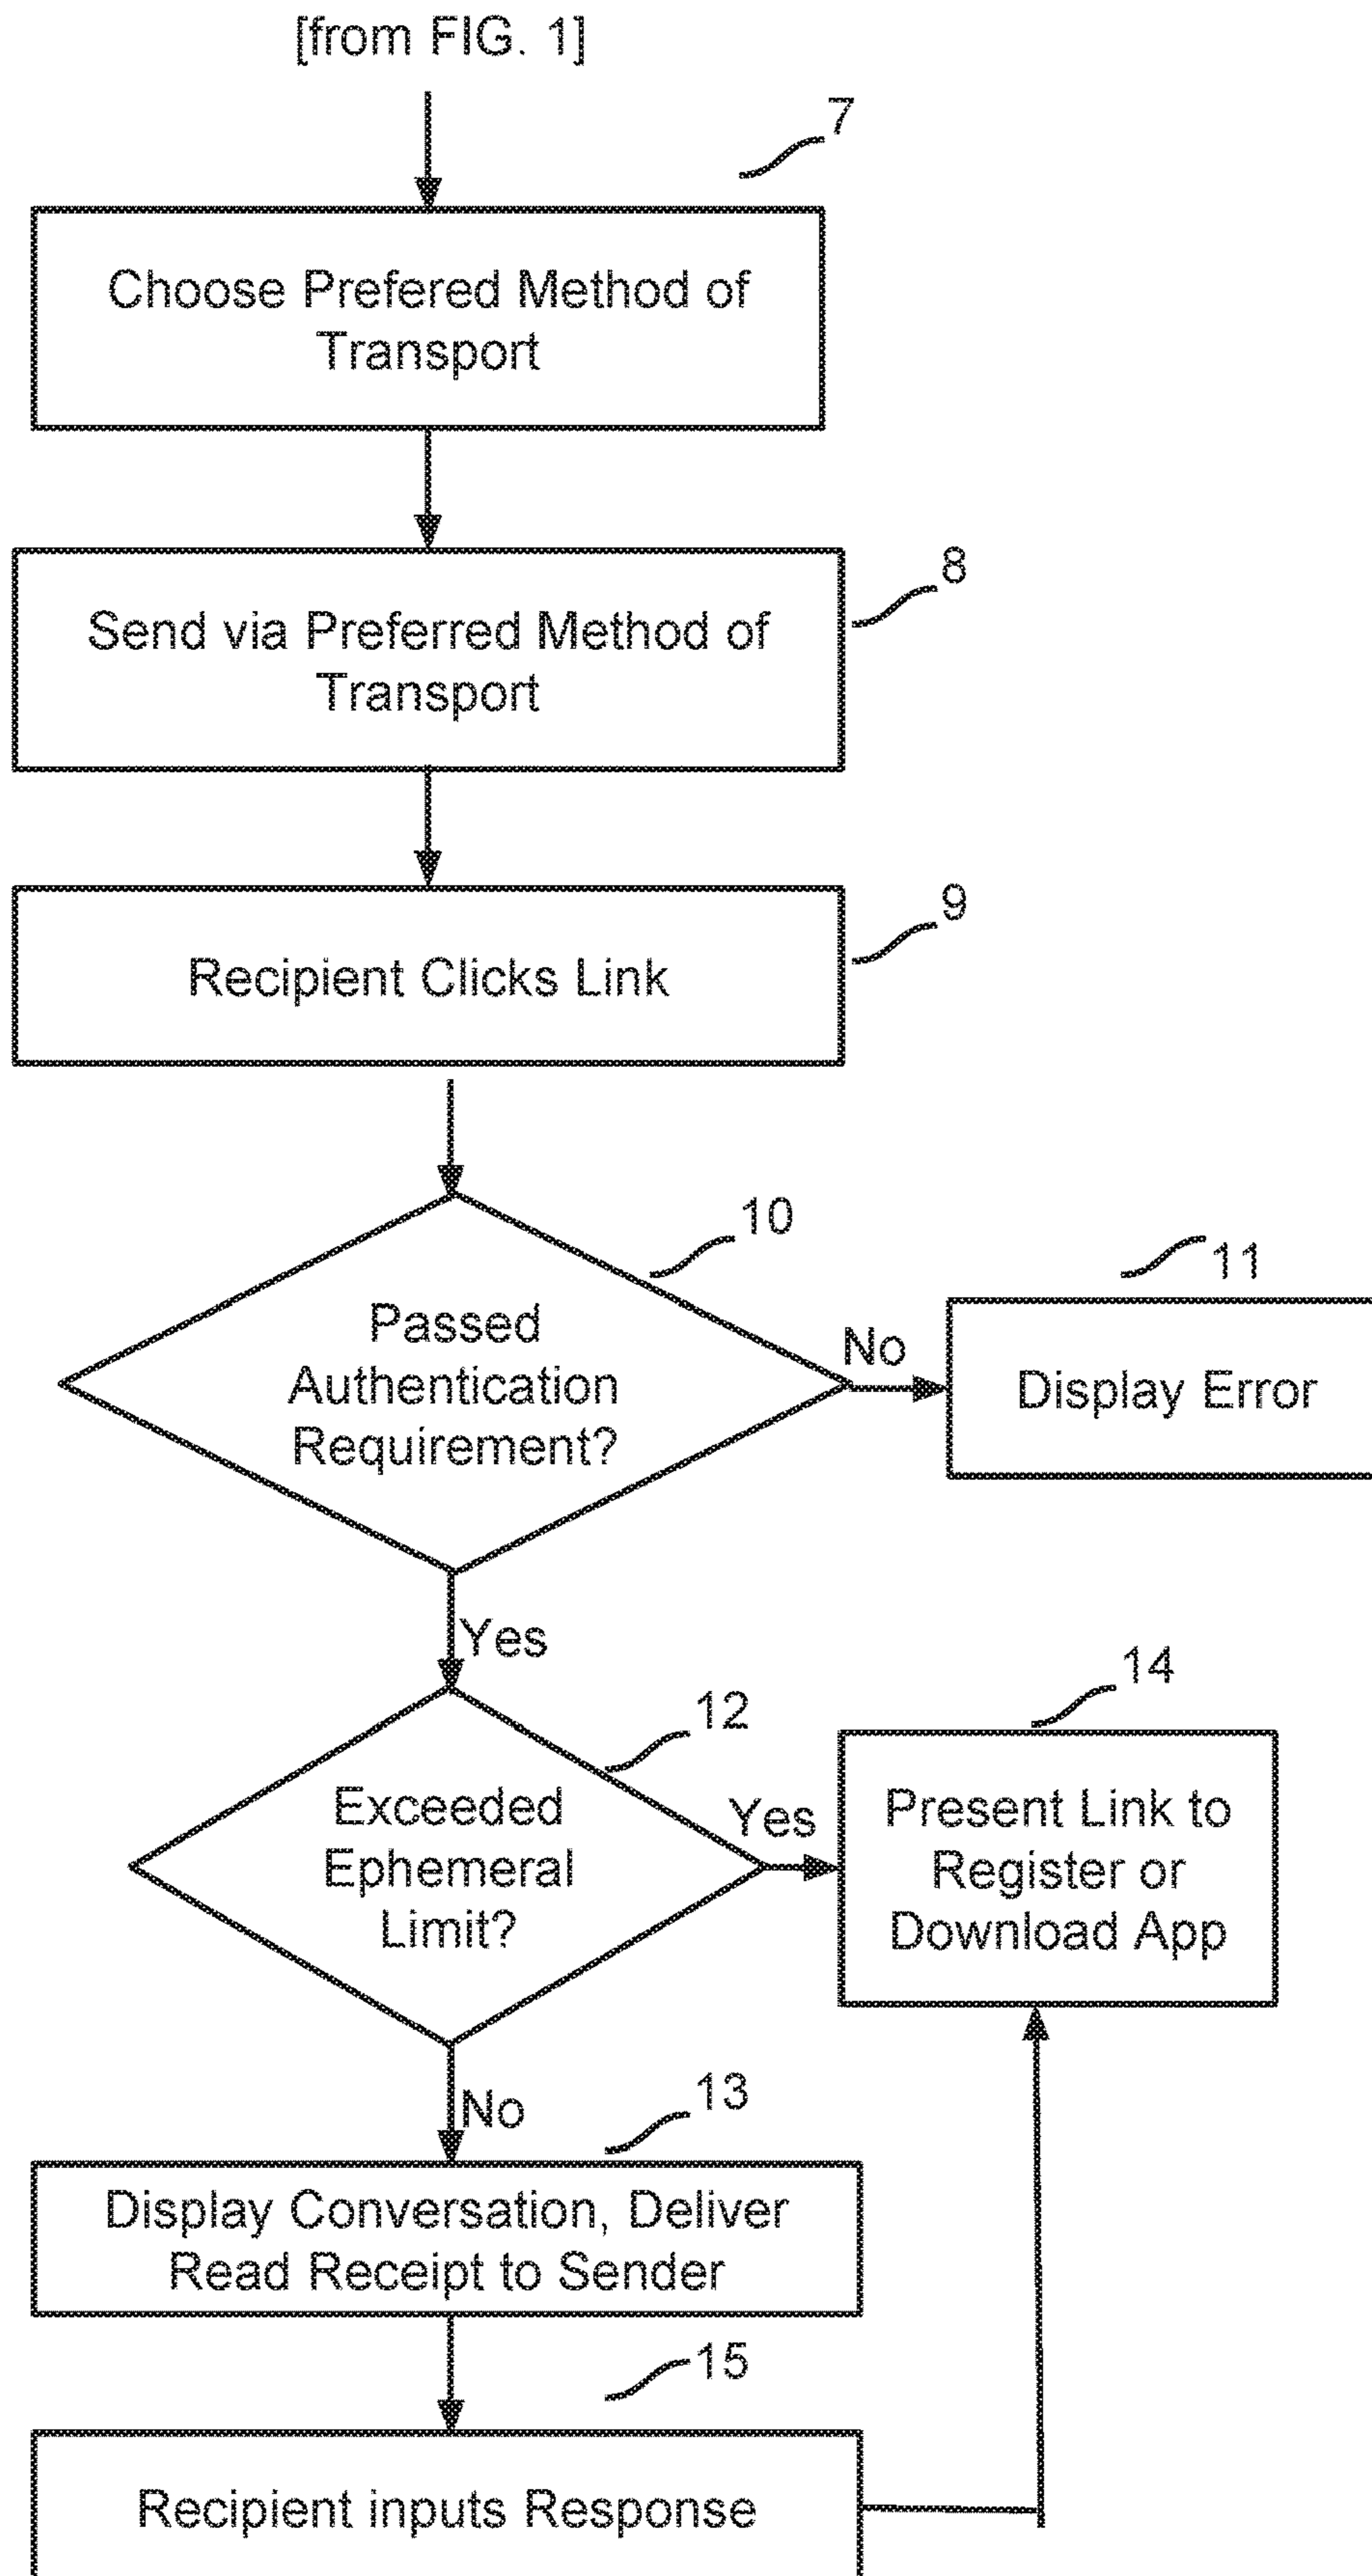 [from FIG. 1]
7
Choose Prefered Method of
Transport
8
Send via Preferred Method of
Transport
9
Recipient Clicks Link
10
Passed
Authentication
Requirement?
No
11
Display Error
Yes
12
Exceeded
Ephemeral
Limit?
Yes
14
Present Link to
Register or
Download App
No
13
Display Conversation, Deliver
Read Receipt to Sender
15
Recipient inputs Response